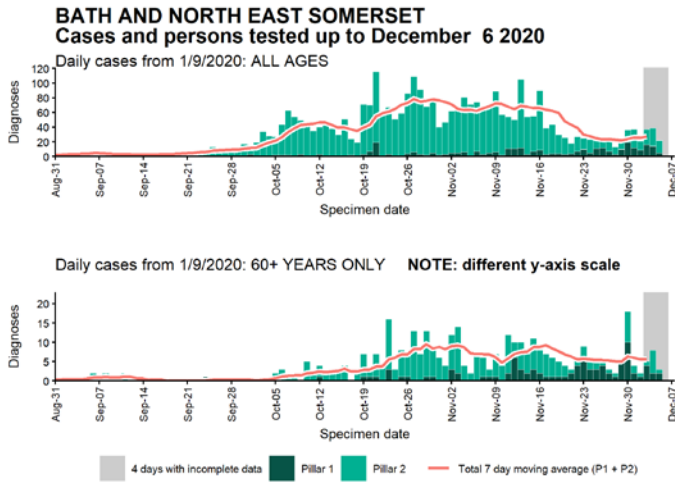 BATH AND NORTH EAST SOMERSET
Cases and persons tested up to December 6 2020
Daily cases from 1/9/2020: ALL AGES
Diagnoses
120
100
80
60
40
20
0
Aug-31 Sep-07 Sep-14 Sep-21 Sep-28 Oct-05 Oct-12 Oct-19 Oct-26 Nov-02 Nov-09 Nov-16 Nov-23 Nov-30 Dec-07
Specimen date
Daily cases from 1/9/2020: 60+ YEARS ONLY NOTE: different y-axis scale
Diagnoses
20
15
10
5
0
Aug-31 Sep-07 Sep-14 Sep-21 Sep-28 Oct-05 Oct-12 Oct-19 Oct-26 Nov-02 Nov-09 Nov-16 Nov-23 Nov-30 Dec-07
Specimen date
4 days with incomplete data Pillar 1 Pillar 2 Total 7 day moving average (P1 + P2)